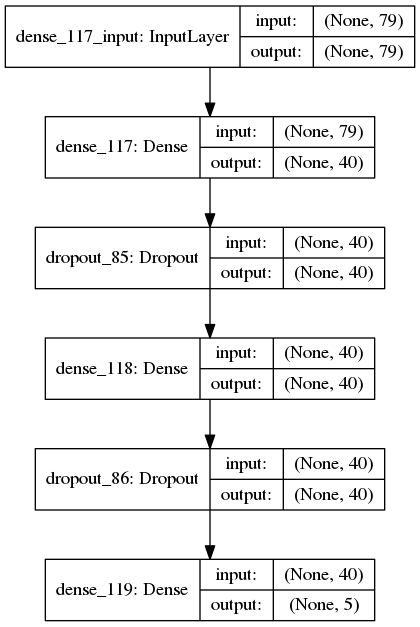 dense_117_input: InputLayer input: (None, 79)
output: (None, 79)
dense_117: Dense input: (None, 79)
output: (None, 40)
dropout_85: Dropout input: (None, 40)
output: (None, 40)
dense_118: Dense input: (None, 40)
output: (None, 40)
dropout_86: Dropout input: (None, 40)
output: (None, 40)
dense_119: Dense input: (None, 40)
output: (None, 5)